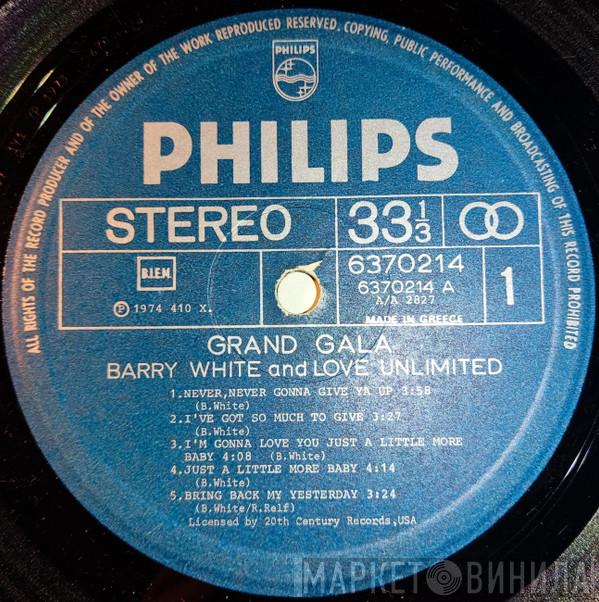 ALL RIGHTS OF THE RECORD PRODUCER AND OF THE OWNER OF THE WORK REPRODUCED RESERVED. COPYING, PUBLIC PERFORMANCE AND BROADCASTING OF THIS RECORD PROHIBITED
PHILIPS
PHILIPS
STEREO 33 1/3
B.I.E.M. 6370214 1
6370214 A
A/A 2827
℗ 1974 410 X. MADE IN GREECE
GRAND GALA
BARRY WHITE and LOVE UNLIMITED
1.NEVER,NEVER GONNA GIVE YA UP 3:58
(B.White)
2.I'VE GOT SO MUCH TO GIVE 3:27
(B.White)
3.I'M GONNA LOVE YOU JUST A LITTLE MORE
BABY 4:08 (B.White)
4.JUST A LITTLE MORE BABY 4:14
(B.White)
5.BRING BACK MY YESTERDAY 3:24
(B.White/R.Relf)
Licensed by 20th Century Records,USA
МАРКЕТ ВИНИЛА